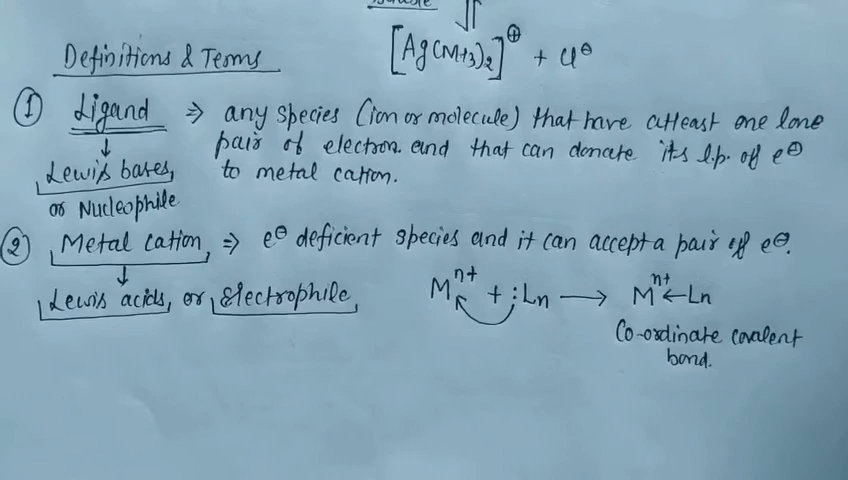 [Ag(NH3)2]⊕ + Cl⊖
Definitions & Terms
① Ligand ⇒ any species (ion or molecule) that have atleast one lone
pair of electron. and that can donate its l.p. of e⊖
to metal cation.
↓
Lewis bases,
or Nucleophile
② Metal cation, ⇒ e⊖ deficient species and it can accept a pair of e⊖.
↓
Lewis acids, or Electrophile,
Mⁿ⁺ + :Ln ⟶ Mⁿ⁺←Ln
Co-ordinate covalent
bond.